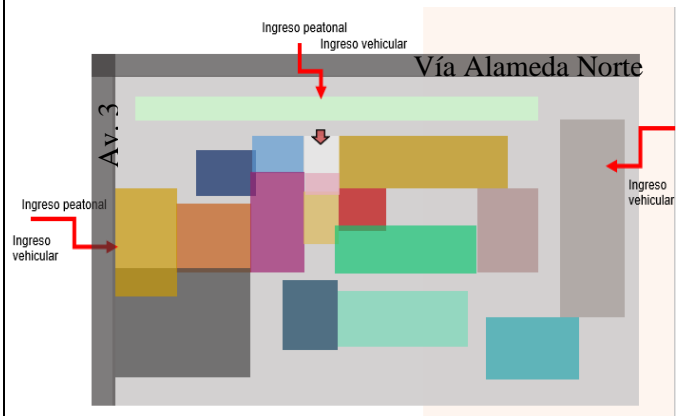 Ingreso peatonal
Ingreso vehicular
Vía Alameda Norte
Av. 3
Ingreso peatonal
Ingreso
vehicular
Ingreso
vehicular